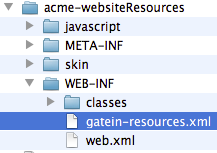 acme-websiteResources
javascript
META-INF
skin
WEB-INF
classes
gatein-resources.xml
web.xml